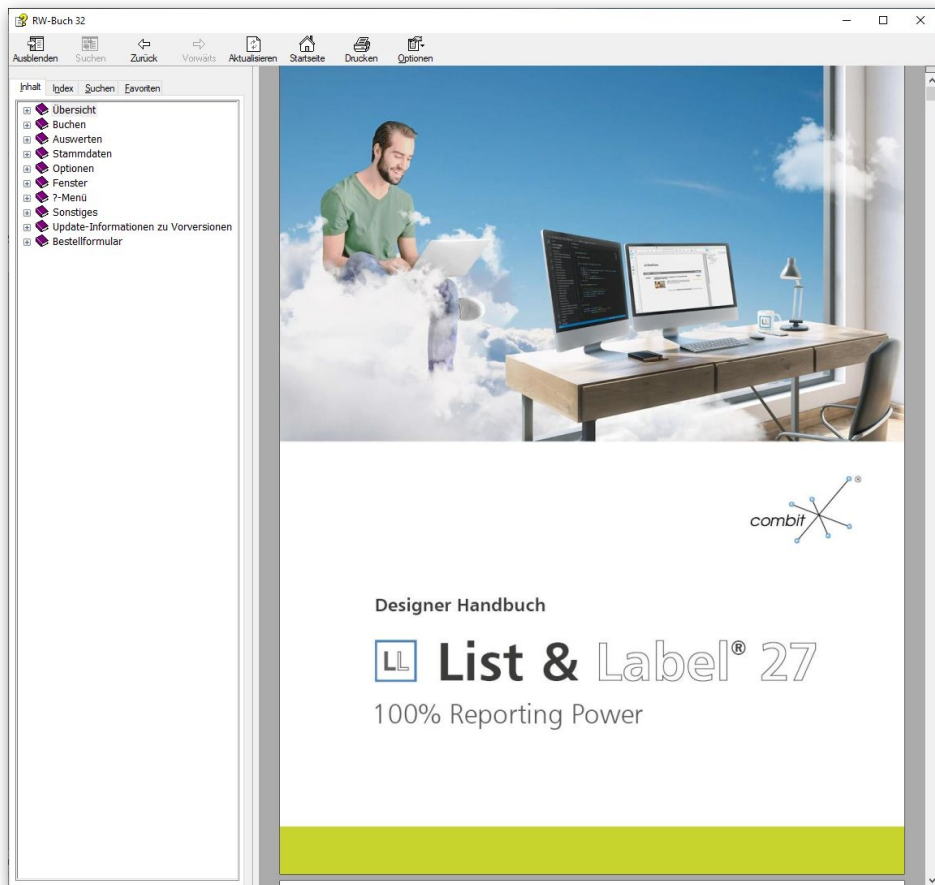 RW-Buch 32
Ausblenden Suchen Zurück Vorwärts Aktualisieren Startseite Drucken Optionen
Inhalt Index Suchen Favoriten
Übersicht
Buchen
Auswerten
Stammdaten
Optionen
Fenster
?-Menü
Sonstiges
Update-Informationen zu Vorversionen
Bestellformular
combit ®
Designer Handbuch
LL List & Label® 27
100% Reporting Power